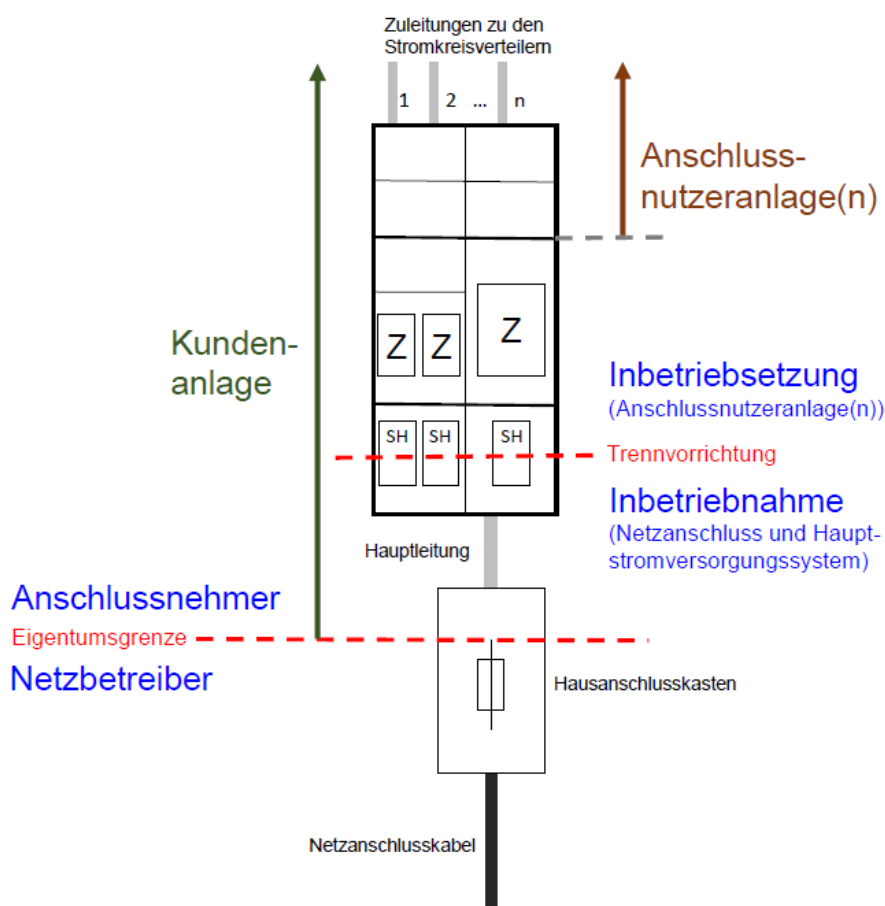 Zuleitungen zu den
Stromkreisverteilern
1 2 ... n
Anschluss-
nutzeranlage(n)
Z Z Z
Kunden-
anlage
Inbetriebsetzung
(Anschlussnutzeranlage(n))
SH SH SH
Trennvorrichtung
Inbetriebnahme
(Netzanschluss und Haupt-
stromversorgungssystem)
Hauptleitung
Anschlussnehmer
Eigentumsgrenze
Netzbetreiber
Hausanschlusskasten
Netzanschlusskabel